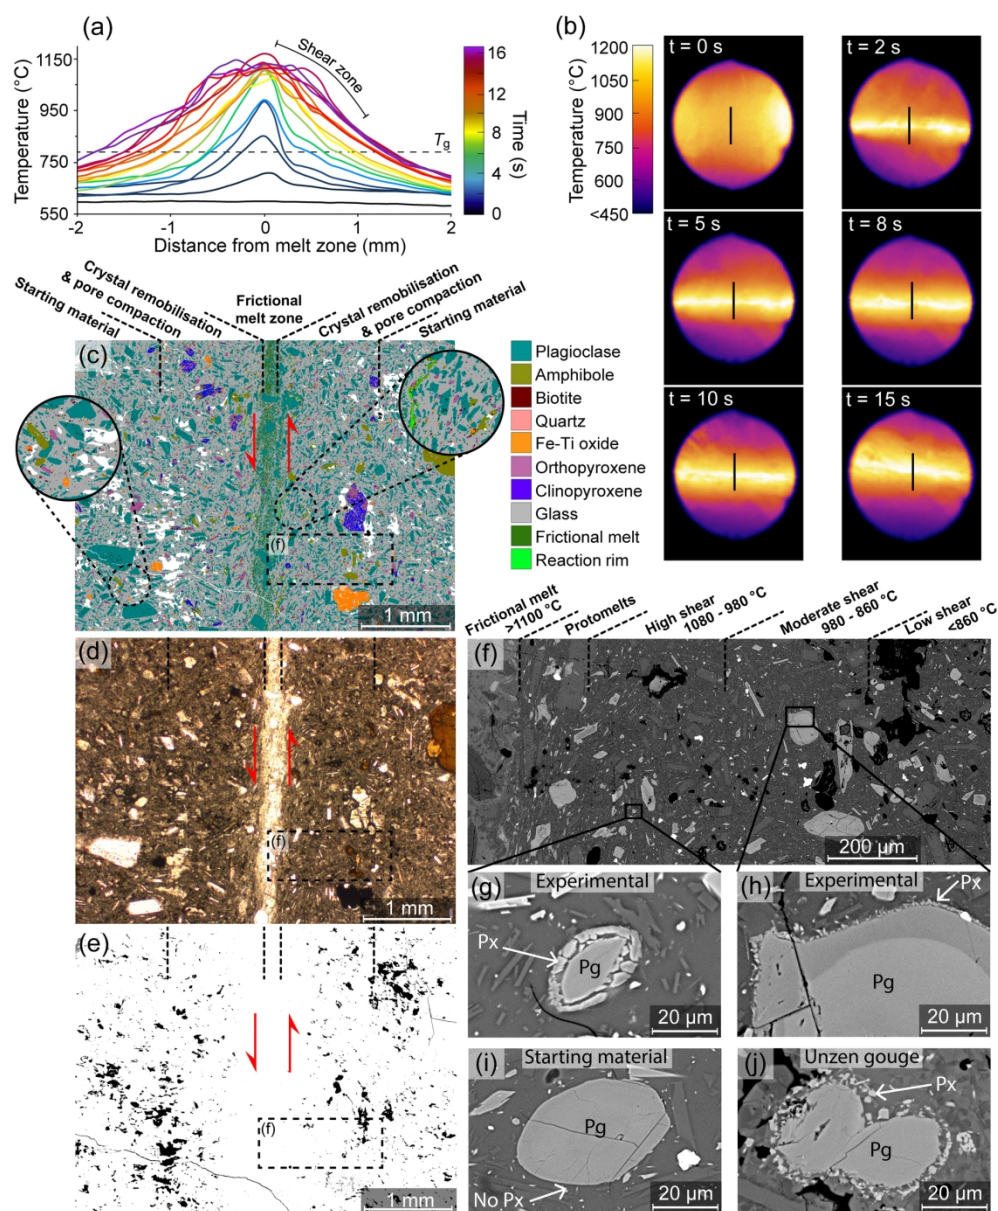 (a)
1150
950
750
550
Temperature (°C)
Shear zone
Tg
-2
-1
0
1
2
Distance from melt zone (mm)
16
12
8
4
0
Time (s)
(b)
1200
1050
900
750
600
<450
Temperature (°C)
t = 0 s
t = 2 s
t = 5 s
t = 8 s
t = 10 s
t = 15 s
Starting material
Crystal remobilisation
& pore compaction
Frictional
melt zone
Crystal remobilisation
& pore compaction
Starting material
(c)
(f)
1 mm
Plagioclase
Amphibole
Biotite
Quartz
Fe-Ti oxide
Orthopyroxene
Clinopyroxene
Glass
Frictional melt
Reaction rim
(d)
(f)
1 mm
(e)
(f)
1 mm
Frictional melt
>1100 °C
Protomelts
High shear
1080 - 980 °C
Moderate shear
980 - 860 °C
Low shear
<860 °C
(f)
200 µm
(g)
Experimental
Px
Pg
20 µm
(h)
Experimental
Px
Pg
20 µm
(i)
Starting material
Pg
No Px
20 µm
(j)
Unzen gouge
Px
Pg
20 µm